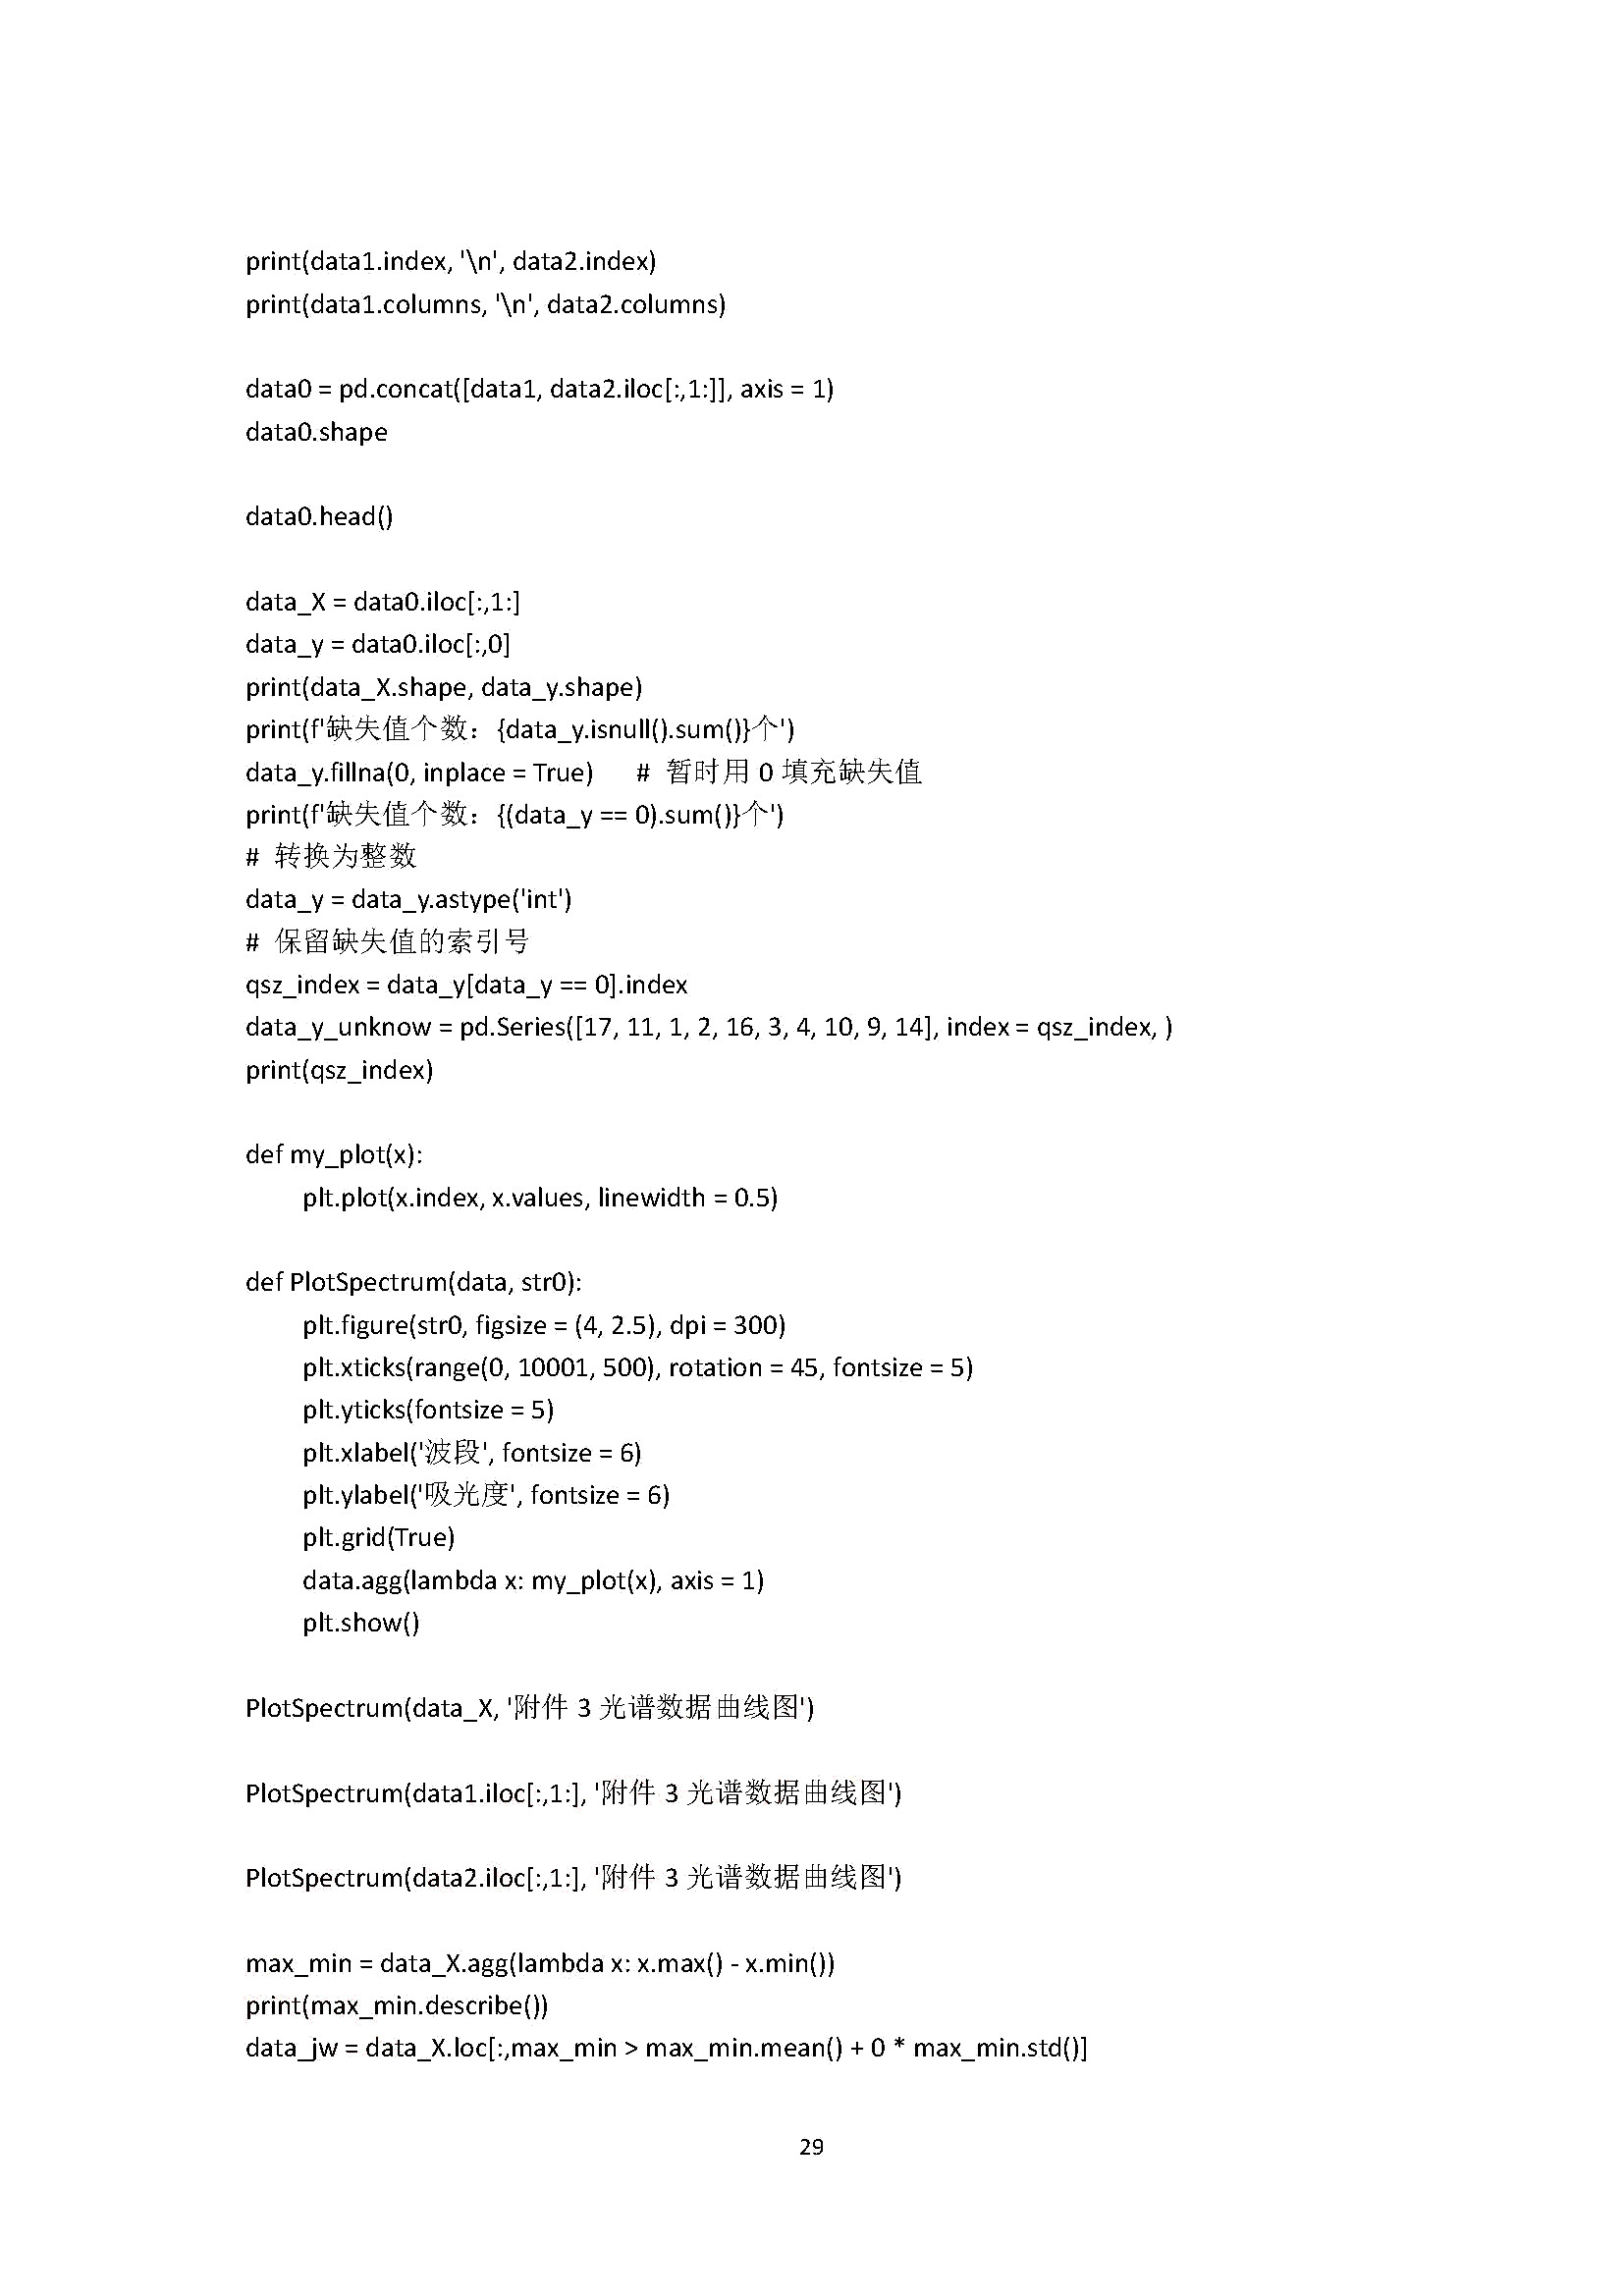 print(data1.index, '\n', data2.index)
print(data1.columns, '\n', data2.columns)
data0 = pd.concat([data1, data2.iloc[:,1:]], axis = 1)
data0.shape
data0.head()
data_X = data0.iloc[:,1:]
data_y = data0.iloc[:,0]
print(data_X.shape, data_y.shape)
print(f'缺失值个数：{data_y.isnull().sum()}个')
data_y.fillna(0, inplace = True)     # 暂时用 0 填充缺失值
print(f'缺失值个数：{(data_y == 0).sum()}个')
# 转换为整数
data_y = data_y.astype('int')
# 保留缺失值的索引号
qsz_index = data_y[data_y == 0].index
data_y_unknow = pd.Series([17, 11, 1, 2, 16, 3, 4, 10, 9, 14], index = qsz_index, )
print(qsz_index)
def my_plot(x):
    plt.plot(x.index, x.values, linewidth = 0.5)
def PlotSpectrum(data, str0):
    plt.figure(str0, figsize = (4, 2.5), dpi = 300)
    plt.xticks(range(0, 10001, 500), rotation = 45, fontsize = 5)
    plt.yticks(fontsize = 5)
    plt.xlabel('波段', fontsize = 6)
    plt.ylabel('吸光度', fontsize = 6)
    plt.grid(True)
    data.agg(lambda x: my_plot(x), axis = 1)
    plt.show()
PlotSpectrum(data_X, '附件 3 光谱数据曲线图')
PlotSpectrum(data1.iloc[:,1:], '附件 3 光谱数据曲线图')
PlotSpectrum(data2.iloc[:,1:], '附件 3 光谱数据曲线图')
max_min = data_X.agg(lambda x: x.max() - x.min())
print(max_min.describe())
data_jw = data_X.loc[:,max_min > max_min.mean() + 0 * max_min.std()]
29